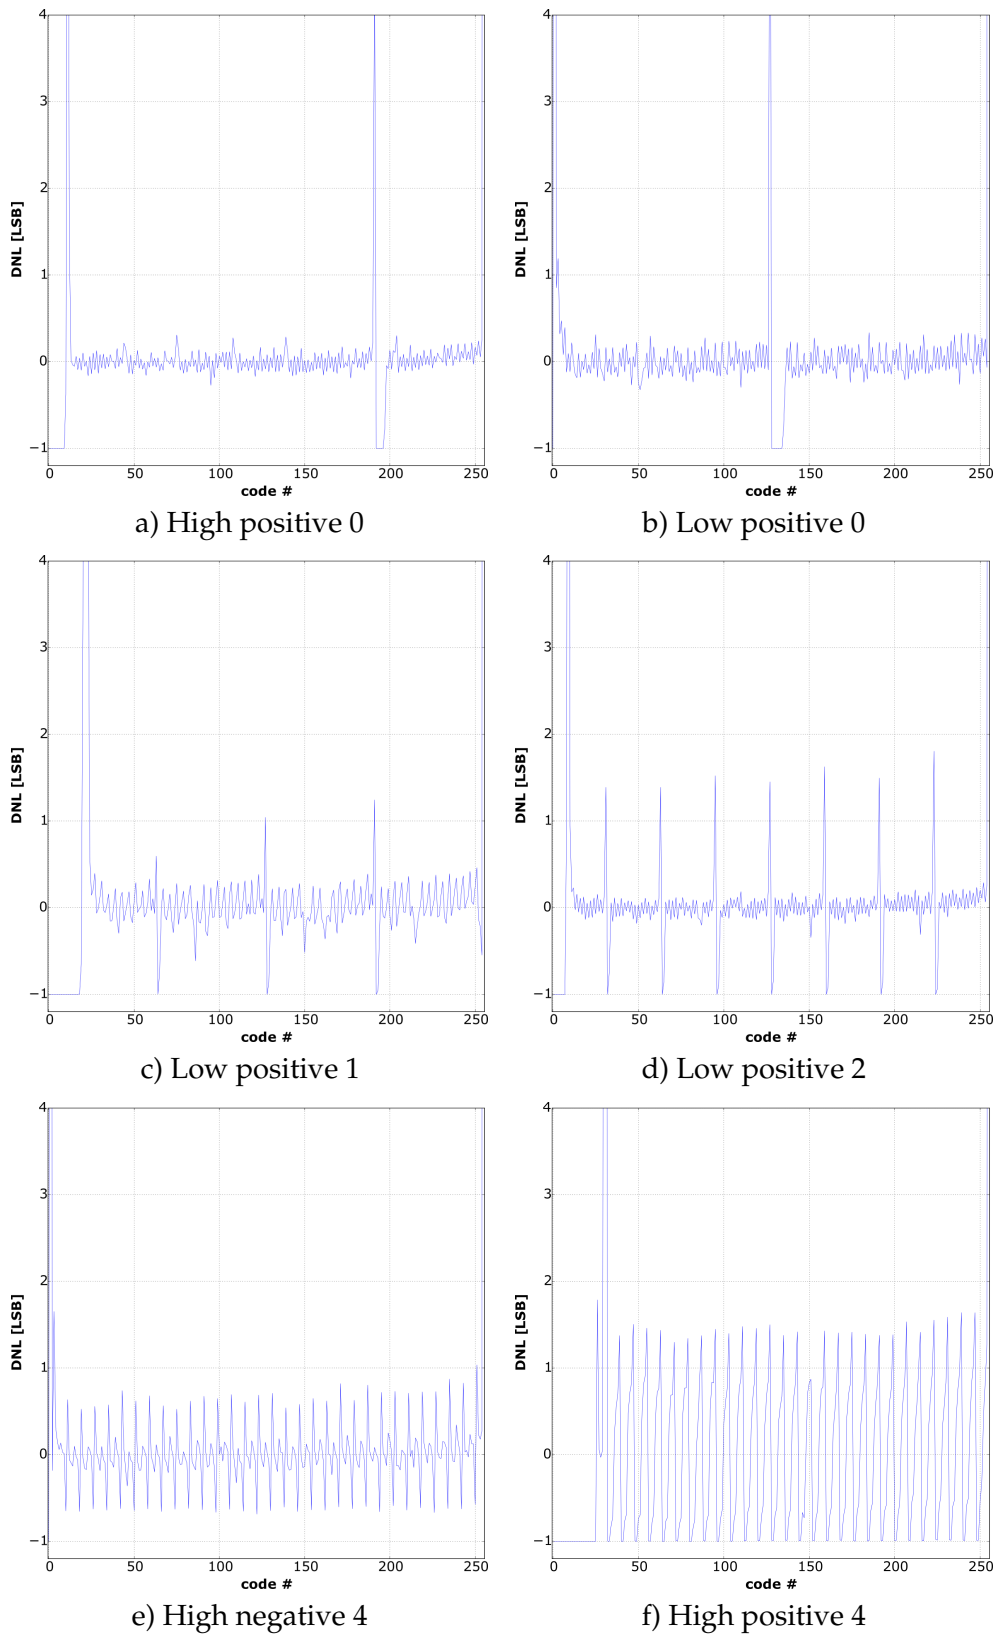 4 4
3 3
2 2
DNL [LSB] DNL [LSB]
1 1
0 0
−1 −1
0 50 100 150 200 250 0 50 100 150 200 250
code # code #
a) High positive 0 b) Low positive 0
4 4
3 3
2 2
DNL [LSB] DNL [LSB]
1 1
0 0
−1 −1
0 50 100 150 200 250 0 50 100 150 200 250
code # code #
c) Low positive 1 d) Low positive 2
4 4
3 3
2 2
DNL [LSB] DNL [LSB]
1 1
0 0
−1 −1
0 50 100 150 200 250 0 50 100 150 200 250
code # code #
e) High negative 4 f) High positive 4